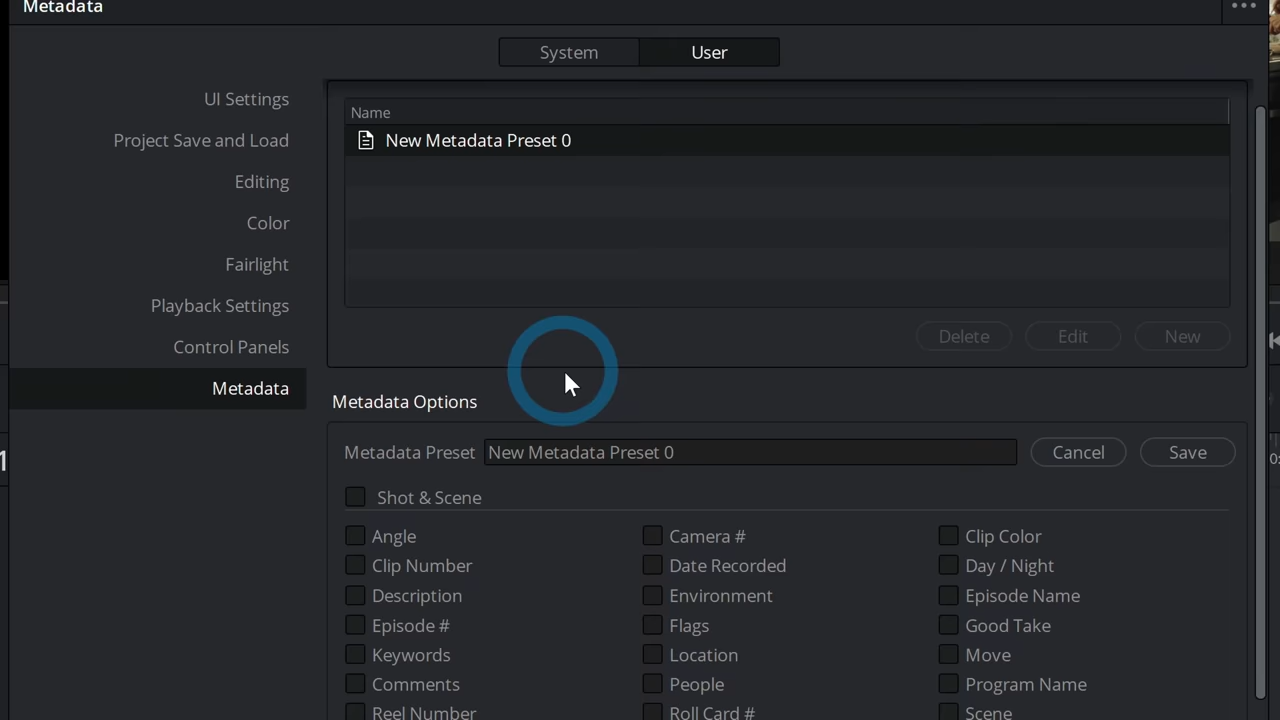 Metadata
System User
UI Settings
Project Save and Load
Editing
Color
Fairlight
Playback Settings
Control Panels
Metadata
Name
New Metadata Preset 0
Delete Edit New
Metadata Options
Metadata Preset New Metadata Preset 0 Cancel Save
Shot & Scene
Angle Camera # Clip Color
Clip Number Date Recorded Day / Night
Description Environment Episode Name
Episode # Flags Good Take
Keywords Location Move
Comments People Program Name
Reel Number Roll Card # Scene